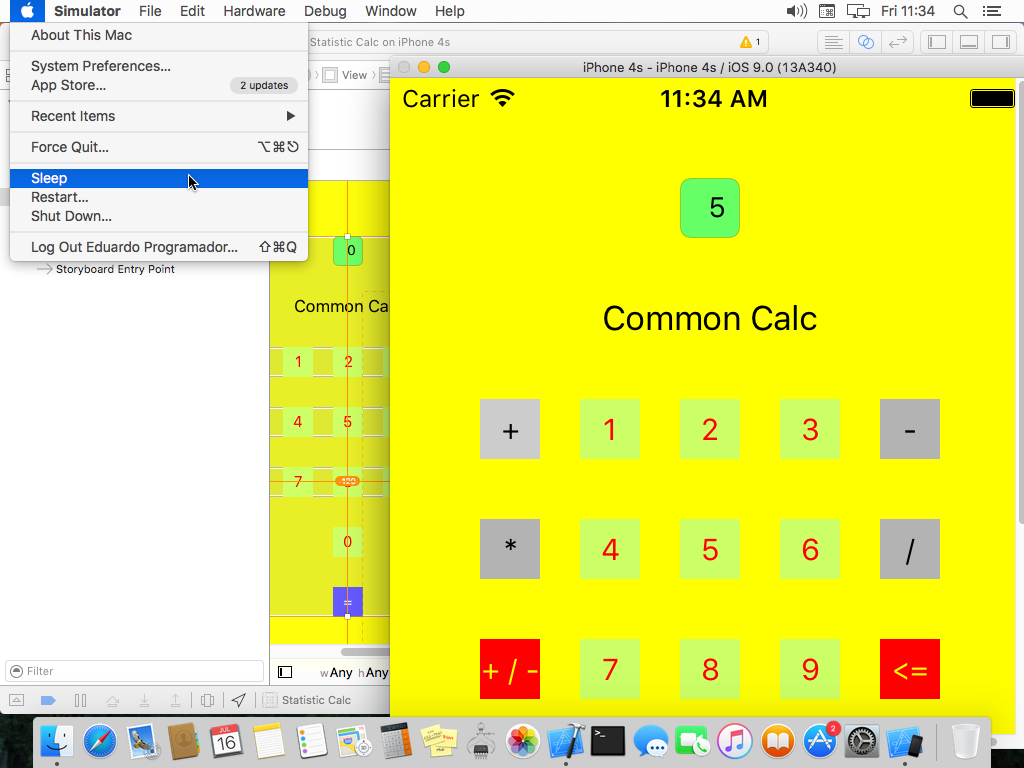 Simulator File Edit Hardware Debug Window Help Fri 11:34
About This Mac
System Preferences...
App Store... 2 updates
Recent Items
Force Quit... ⌥⌘⎋
Sleep
Restart...
Shut Down...
Log Out Eduardo Programador... ⇧⌘Q
Statistic Calc on iPhone 4s 1
View
Storyboard Entry Point
0
Common Ca
1 2
4 5
7 -120
0
=
Filter
wAny hAny
Statistic Calc
iPhone 4s - iPhone 4s / iOS 9.0 (13A340)
Carrier 11:34 AM
5
Common Calc
+ 1 2 3 -
* 4 5 6 /
+ / - 7 8 9 <=
JUL
16
2